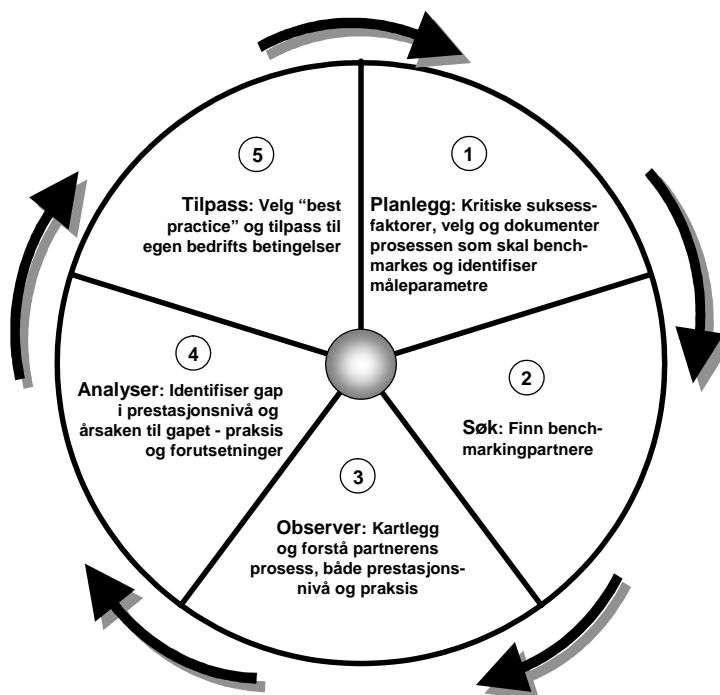 1
Planlegg: Kritiske suksess-
faktorer, velg og dokumenter
prosessen som skal bench-
markes og identifiser
måleparametre
2
Søk: Finn bench-
markingpartnere
3
Observer: Kartlegg
og forstå partnerens
prosess, både prestasjons-
nivå og praksis
4
Analyser: Identifiser gap
i prestasjonsnivå og
årsaken til gapet - praksis
og forutsetninger
5
Tilpass: Velg “best
practice” og tilpass til
egen bedrifts betingelser